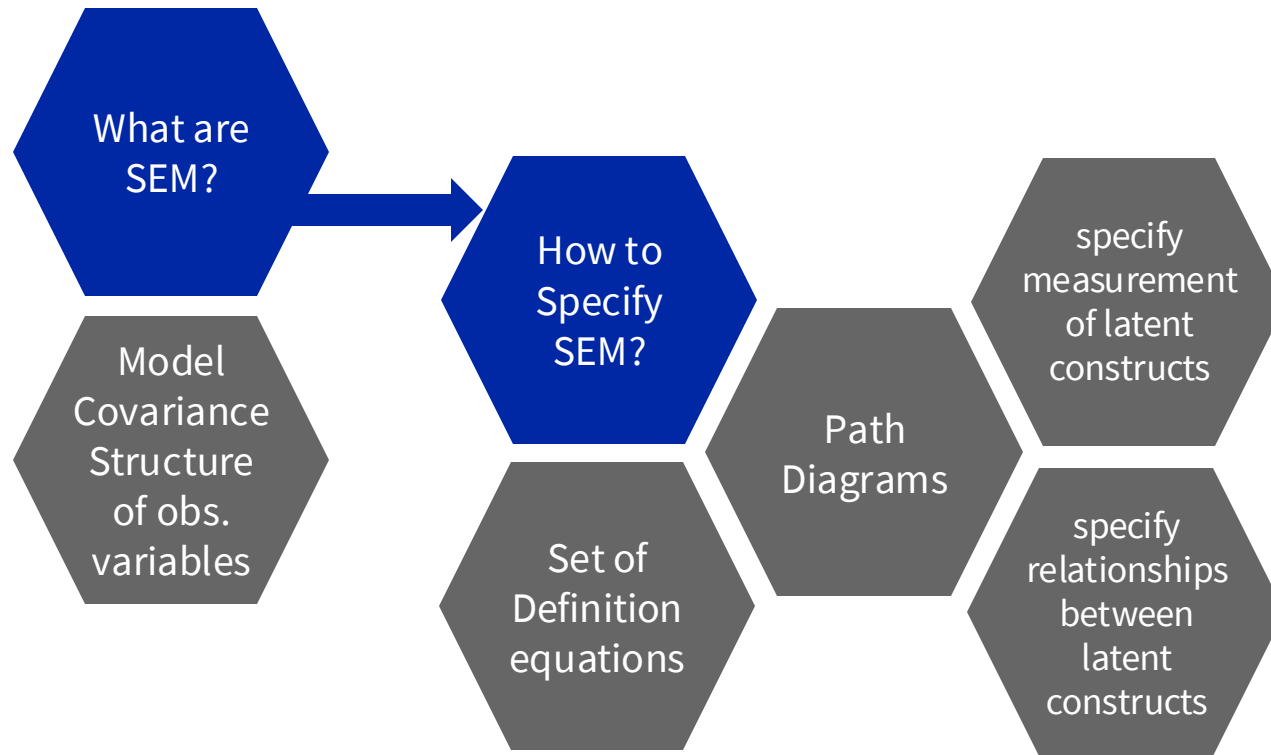 What are
SEM?
Model
Covariance
Structure
of obs.
variables
How to
Specify
SEM?
Set of
Definition
equations
Path
Diagrams
specify
measurement
of latent
constructs
specify
relationships
between
latent
constructs